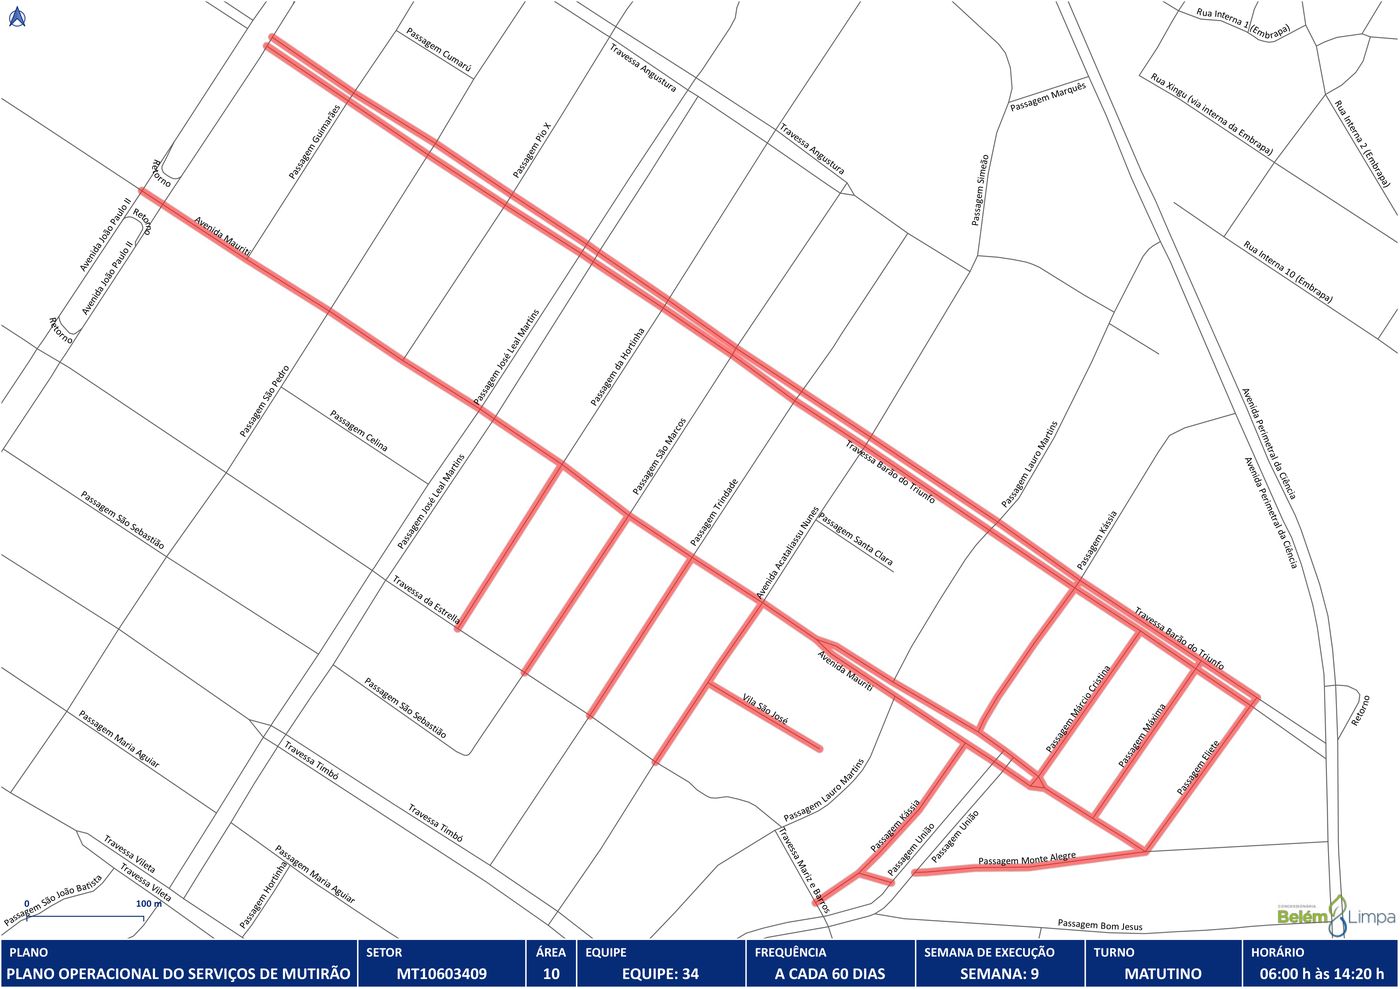 Rua Interna 1 (Embrapa)
Passagem Cumarú
Travessa Angustura
Passagem Marquês
Rua Xingu (via interna da Embrapa)
Rua Interna 2 (Embrapa)
Passagem Guimarães
Passagem Pio X
Travessa Angustura
Passagem Simeão
Retorno
Avenida João Paulo II
Retorno
Avenida João Paulo II
Retorno
Avenida Mauriti
Rua Interna 10 (Embrapa)
Passagem José Leal Martins
Passagem da Hortinha
Passagem São Pedro
Passagem Celina
Passagem São Marcos
Travessa Barão do Triunfo
Passagem Lauro Martins
Avenida Perimetral da Ciência
Avenida Perimetral da Ciência
Passagem São Sebastião
Passagem José Leal Martins
Passagem Trindade
Avenida Acataliassu Nunes
Passagem Santa Clara
Passagem Kássia
Travessa da Estrella
Travessa Barão do Triunfo
Avenida Mauriti
Vila São José
Passagem Márcio Cristina
Passagem Máxima
Passagem Eliete
Retorno
Passagem São Sebastião
Passagem Maria Aguiar
Travessa Timbó
Travessa Timbó
Passagem Lauro Martins
Passagem Kássia
Passagem União
Passagem União
Passagem Monte Alegre
Travessa Mariz e Barros
Travessa Vileta
Travessa Vileta
Passagem São João Batista
Passagem Hortinha
Passagem Maria Aguiar
Passagem Bom Jesus
0 100 m
CONCESSIONÁRIA
Belém Limpa
PLANO
PLANO OPERACIONAL DO SERVIÇOS DE MUTIRÃO
SETOR
MT10603409
ÁREA
10
EQUIPE
EQUIPE: 34
FREQUÊNCIA
A CADA 60 DIAS
SEMANA DE EXECUÇÃO
SEMANA: 9
TURNO
MATUTINO
HORÁRIO
06:00 h às 14:20 h